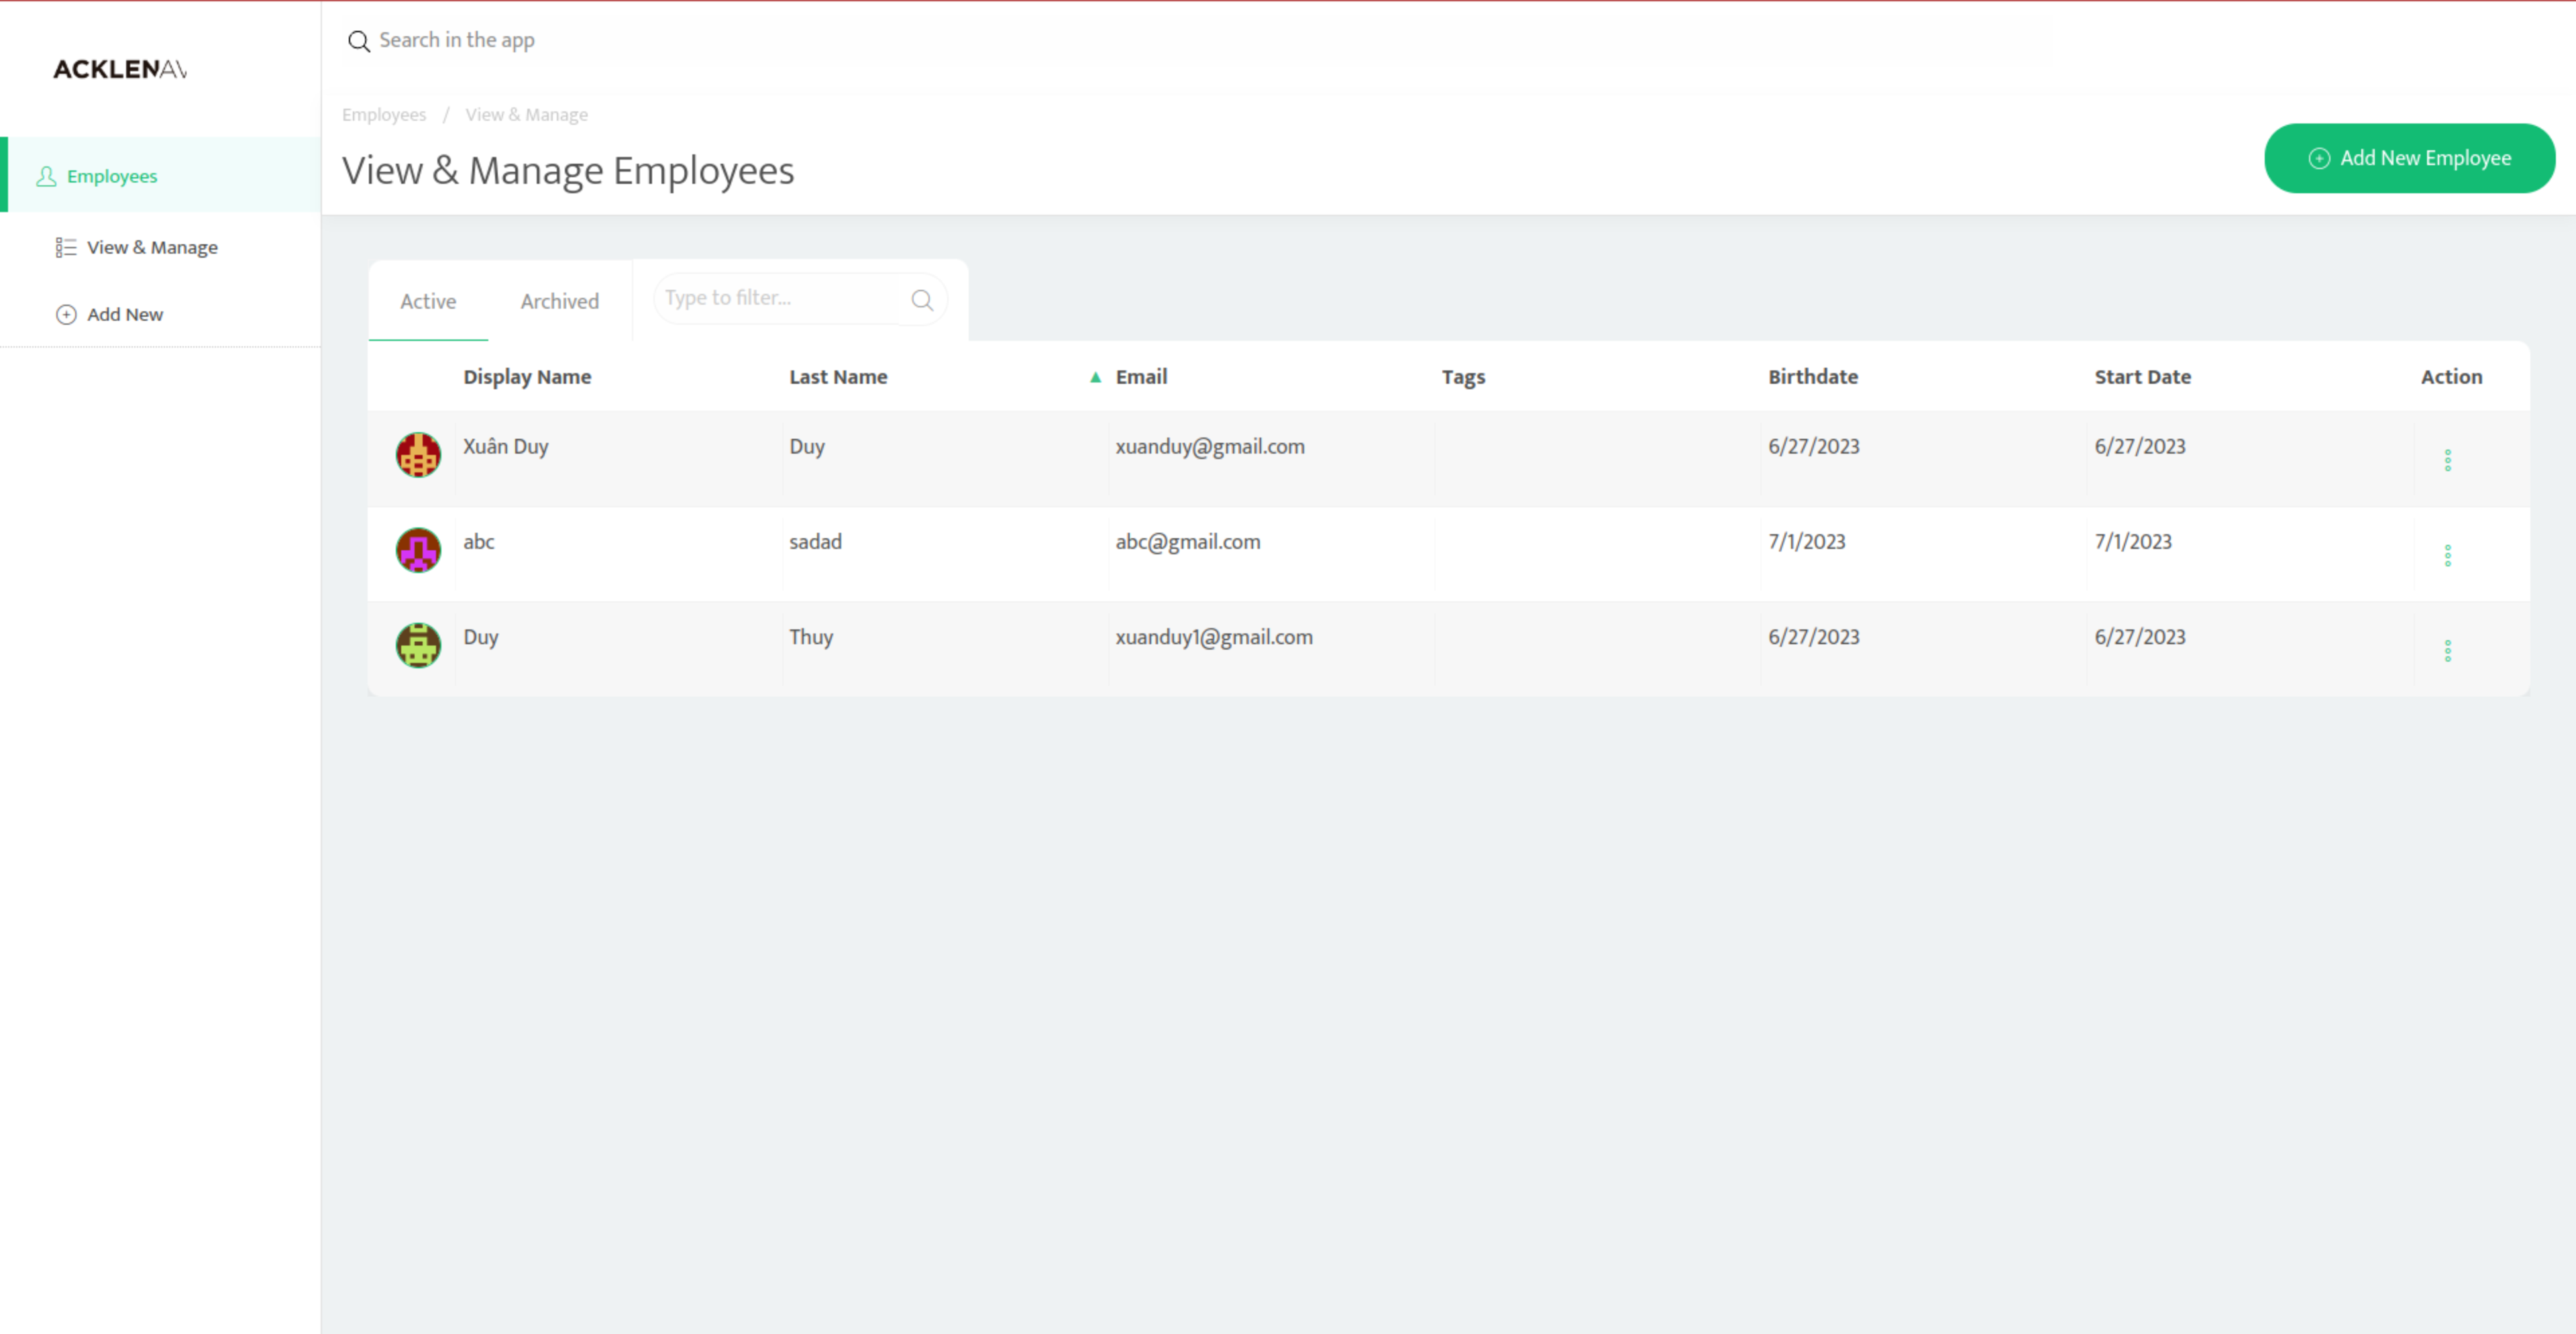 ACKLENAV
Search in the app
Employees / View & Manage
View & Manage Employees
Add New Employee
Employees
View & Manage
Add New
Active Archived Type to filter...
Display Name Last Name ▲ Email Tags Birthdate Start Date Action
Xuân Duy Duy xuanduy@gmail.com 6/27/2023 6/27/2023
abc sadad abc@gmail.com 7/1/2023 7/1/2023
Duy Thuy xuanduy1@gmail.com 6/27/2023 6/27/2023